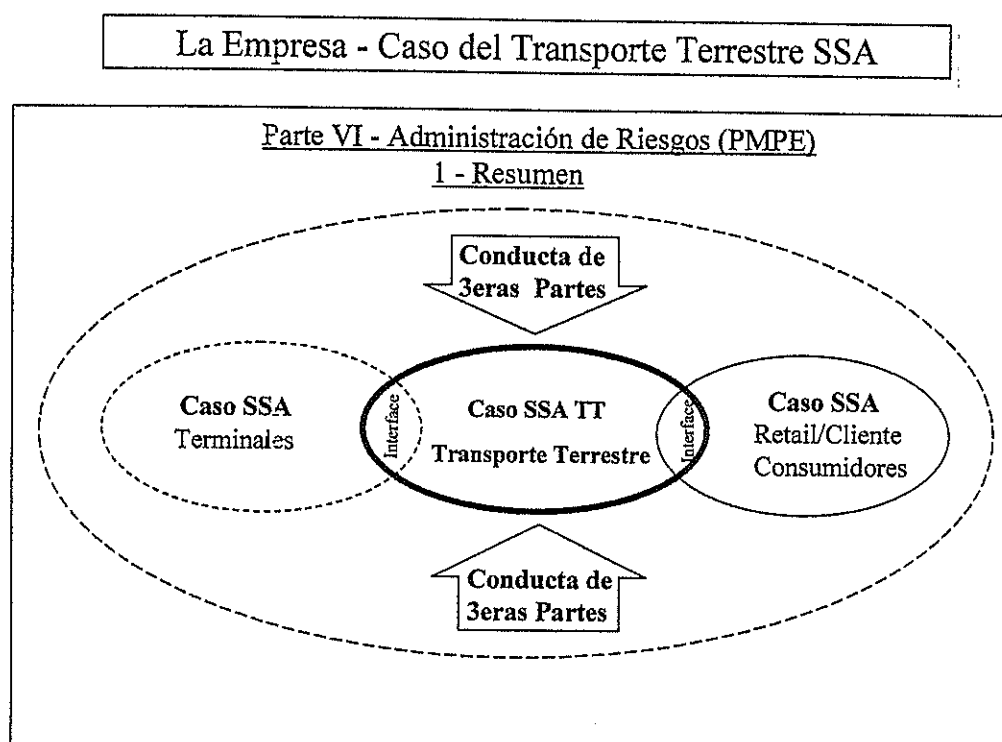 La Empresa - Caso del Transporte Terrestre SSA
Parte VI - Administración de Riesgos (PMPE)
1 - Resumen
Conducta de
3eras Partes
Caso SSA
Terminales
Interface
Caso SSA TT
Transporte Terrestre
Interface
Caso SSA
Retail/Cliente
Consumidores
Conducta de
3eras Partes